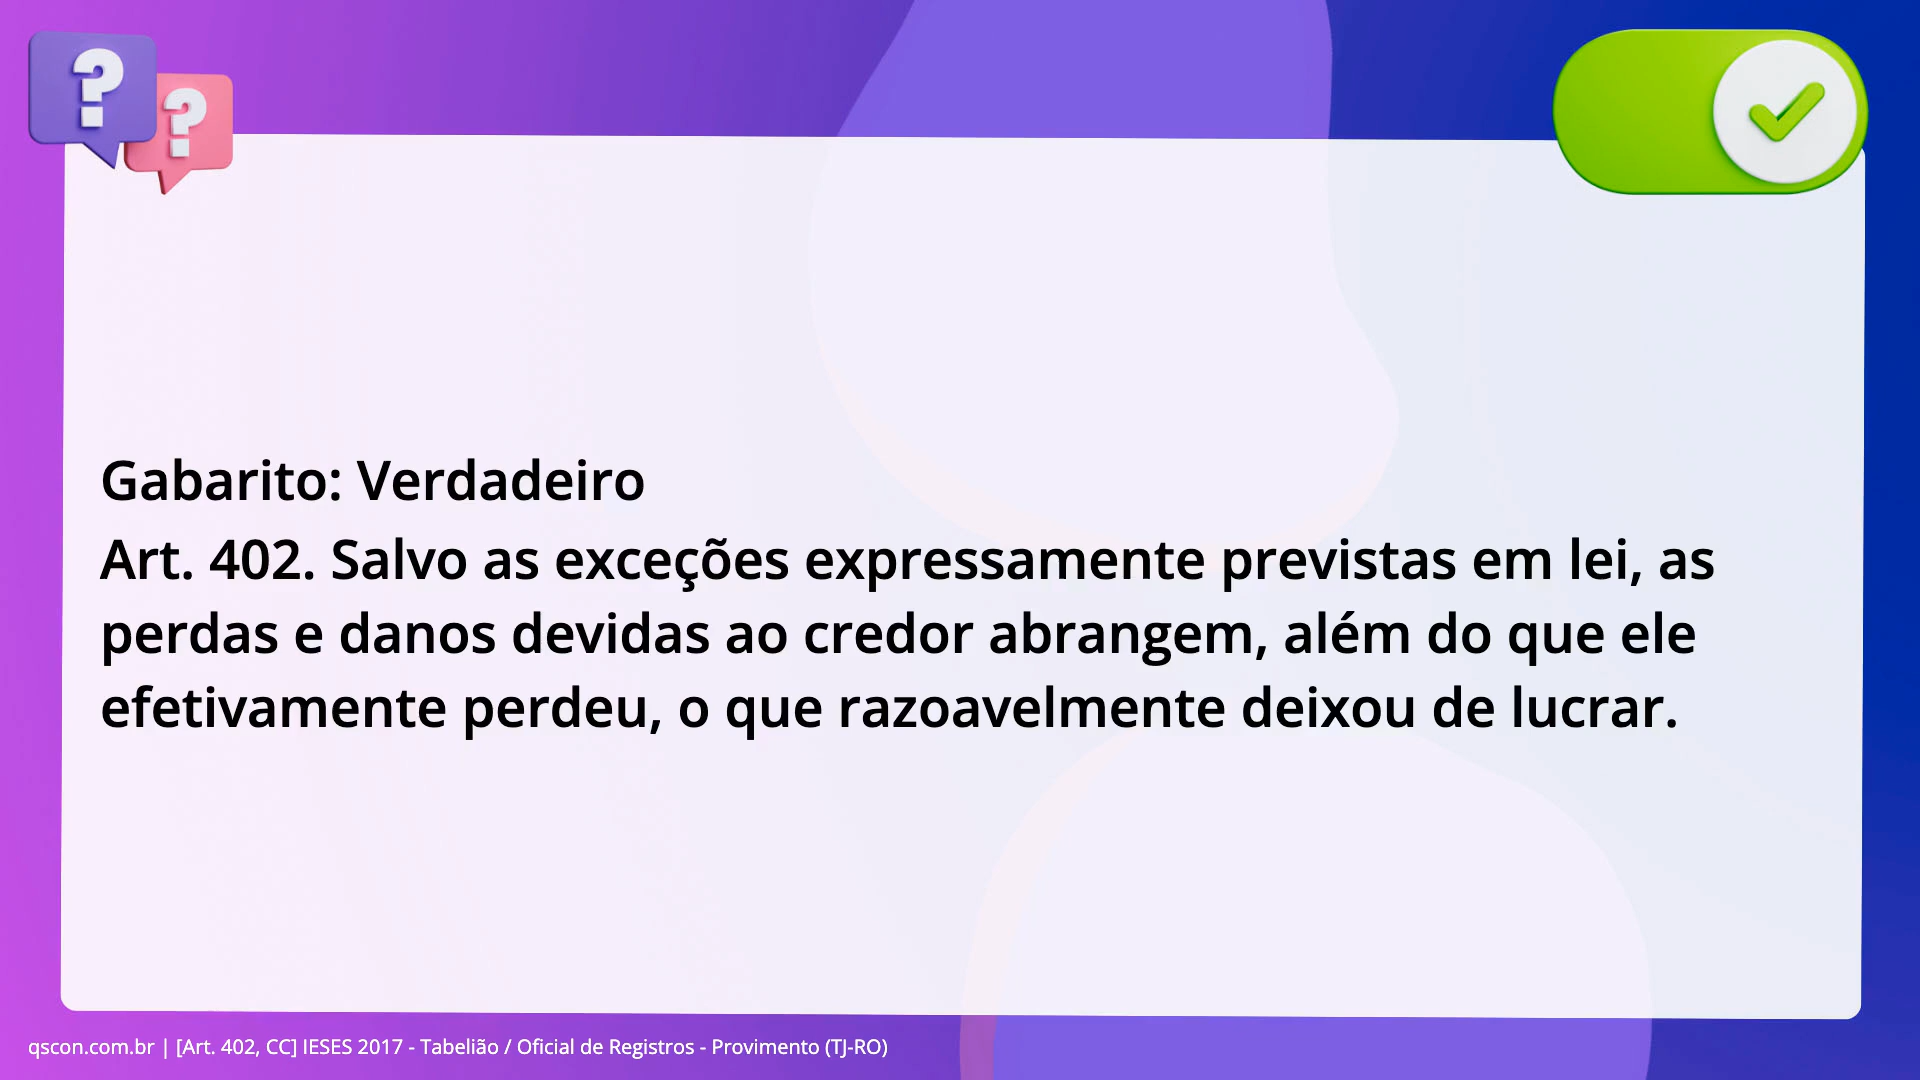 ?
?
Gabarito: Verdadeiro
Art. 402. Salvo as exceções expressamente previstas em lei, as
perdas e danos devidas ao credor abrangem, além do que ele
efetivamente perdeu, o que razoavelmente deixou de lucrar.
qscon.com.br | [Art. 402, CC] IESES 2017 - Tabelião / Oficial de Registros - Provimento (TJ-RO)